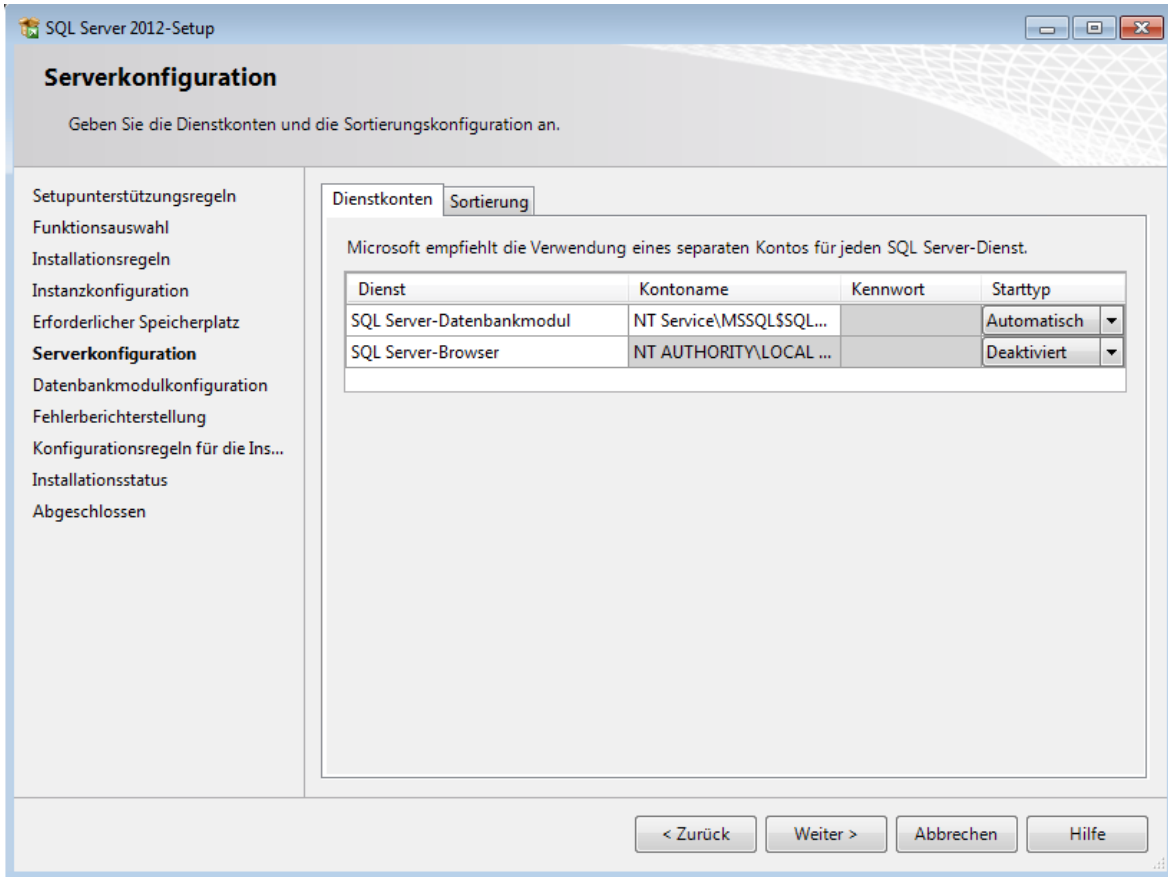 SQL Server 2012-Setup
Serverkonfiguration
Geben Sie die Dienstkonten und die Sortierungskonfiguration an.
Setupunterstützungsregeln
Funktionsauswahl
Installationsregeln
Instanzkonfiguration
Erforderlicher Speicherplatz
Serverkonfiguration
Datenbankmodulkonfiguration
Fehlerberichterstellung
Konfigurationsregeln für die Ins...
Installationsstatus
Abgeschlossen
Dienstkonten Sortierung
Microsoft empfiehlt die Verwendung eines separaten Kontos für jeden SQL Server-Dienst.
Dienst Kontoname Kennwort Starttyp
SQL Server-Datenbankmodul NT Service\MSSQL$SQL... Automatisch
SQL Server-Browser NT AUTHORITY\LOCAL ... Deaktiviert
< Zurück Weiter > Abbrechen Hilfe